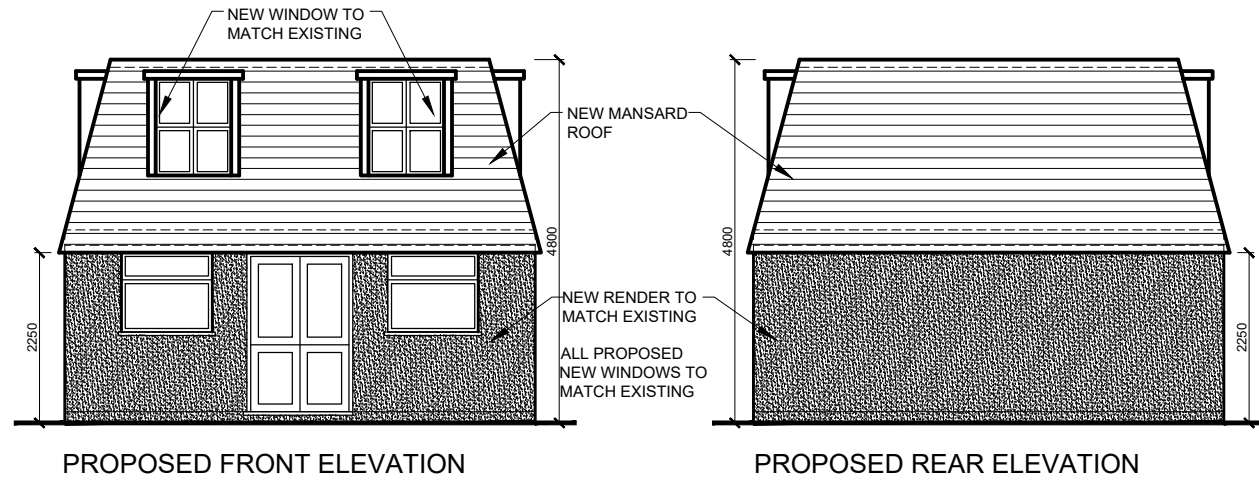 NEW WINDOW TO
MATCH EXISTING
NEW MANSARD
ROOF
4800
4800
2250
NEW RENDER TO
MATCH EXISTING
2250
ALL PROPOSED
NEW WINDOWS TO
MATCH EXISTING
PROPOSED FRONT ELEVATION
PROPOSED REAR ELEVATION